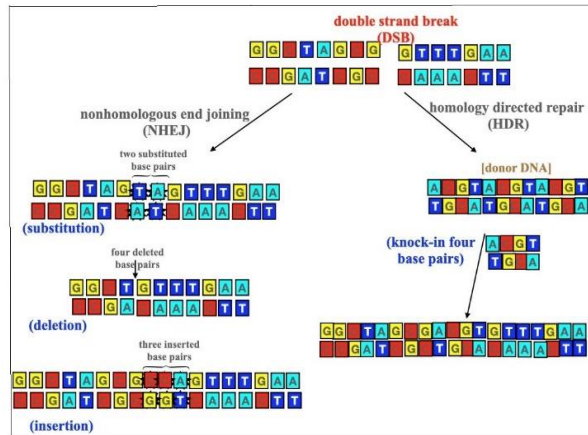 double strand break
(DSB)
G G T A G G G T T T G A A
G A T G A A A T T
nonhomologous end joining
(NHEJ)
homology directed repair
(HDR)
two substituted
base pairs
G G T A G T A G T T T G A A
G A T A T A A A T T
(substitution)
four deleted
base pairs
G G T G T T T G A A
G A A A A T T
(deletion)
three inserted
base pairs
G G T A G G A G T T T G A A
G A T G G G T A A A T T
(insertion)
[donor DNA]
A G T A G T A G T
T G A T G A T G A
(knock-in four
base pairs)
A G T
T G A
G G T A G G A G T G T T T G A A
G A T G T G A A A A T T